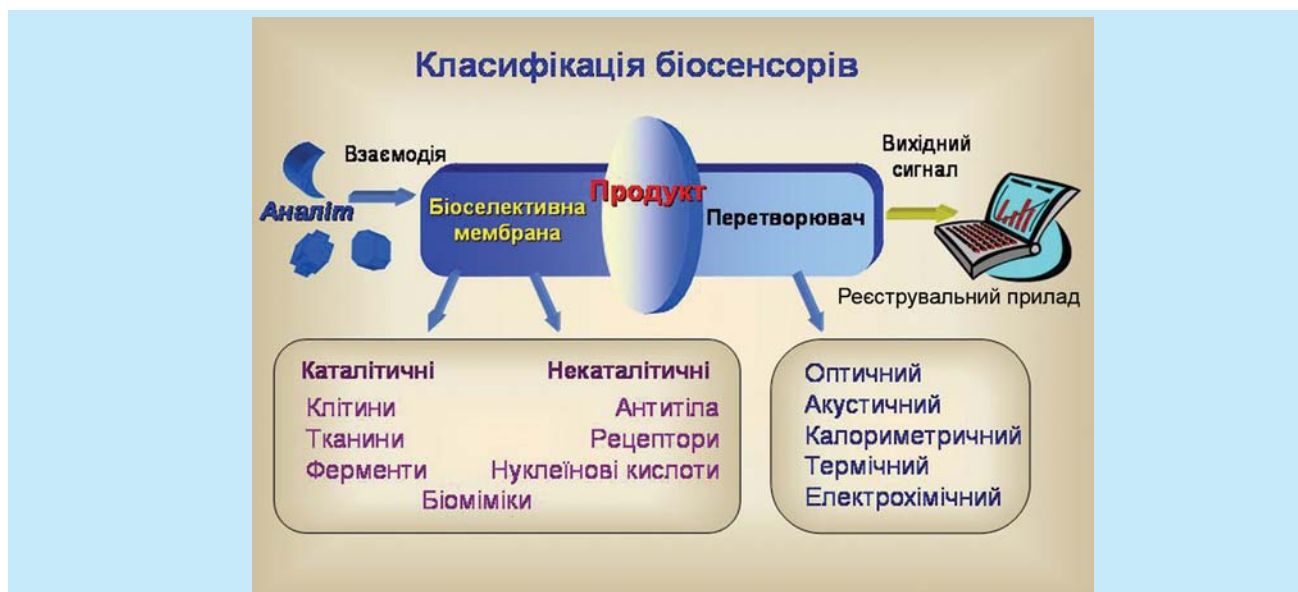 Класифікація біосенсорів
Взаємодія
Аналіт
Біоселективна
мембрана
Продукт
Перетворювач
Вихідний
сигнал
Реєструвальний прилад
Каталітичні
Клітини
Тканини
Ферменти
Некаталітичні
Антитіла
Рецептори
Нуклеїнові кислоти
Біоміміки
Оптичний
Акустичний
Калориметричний
Термічний
Електрохімічний